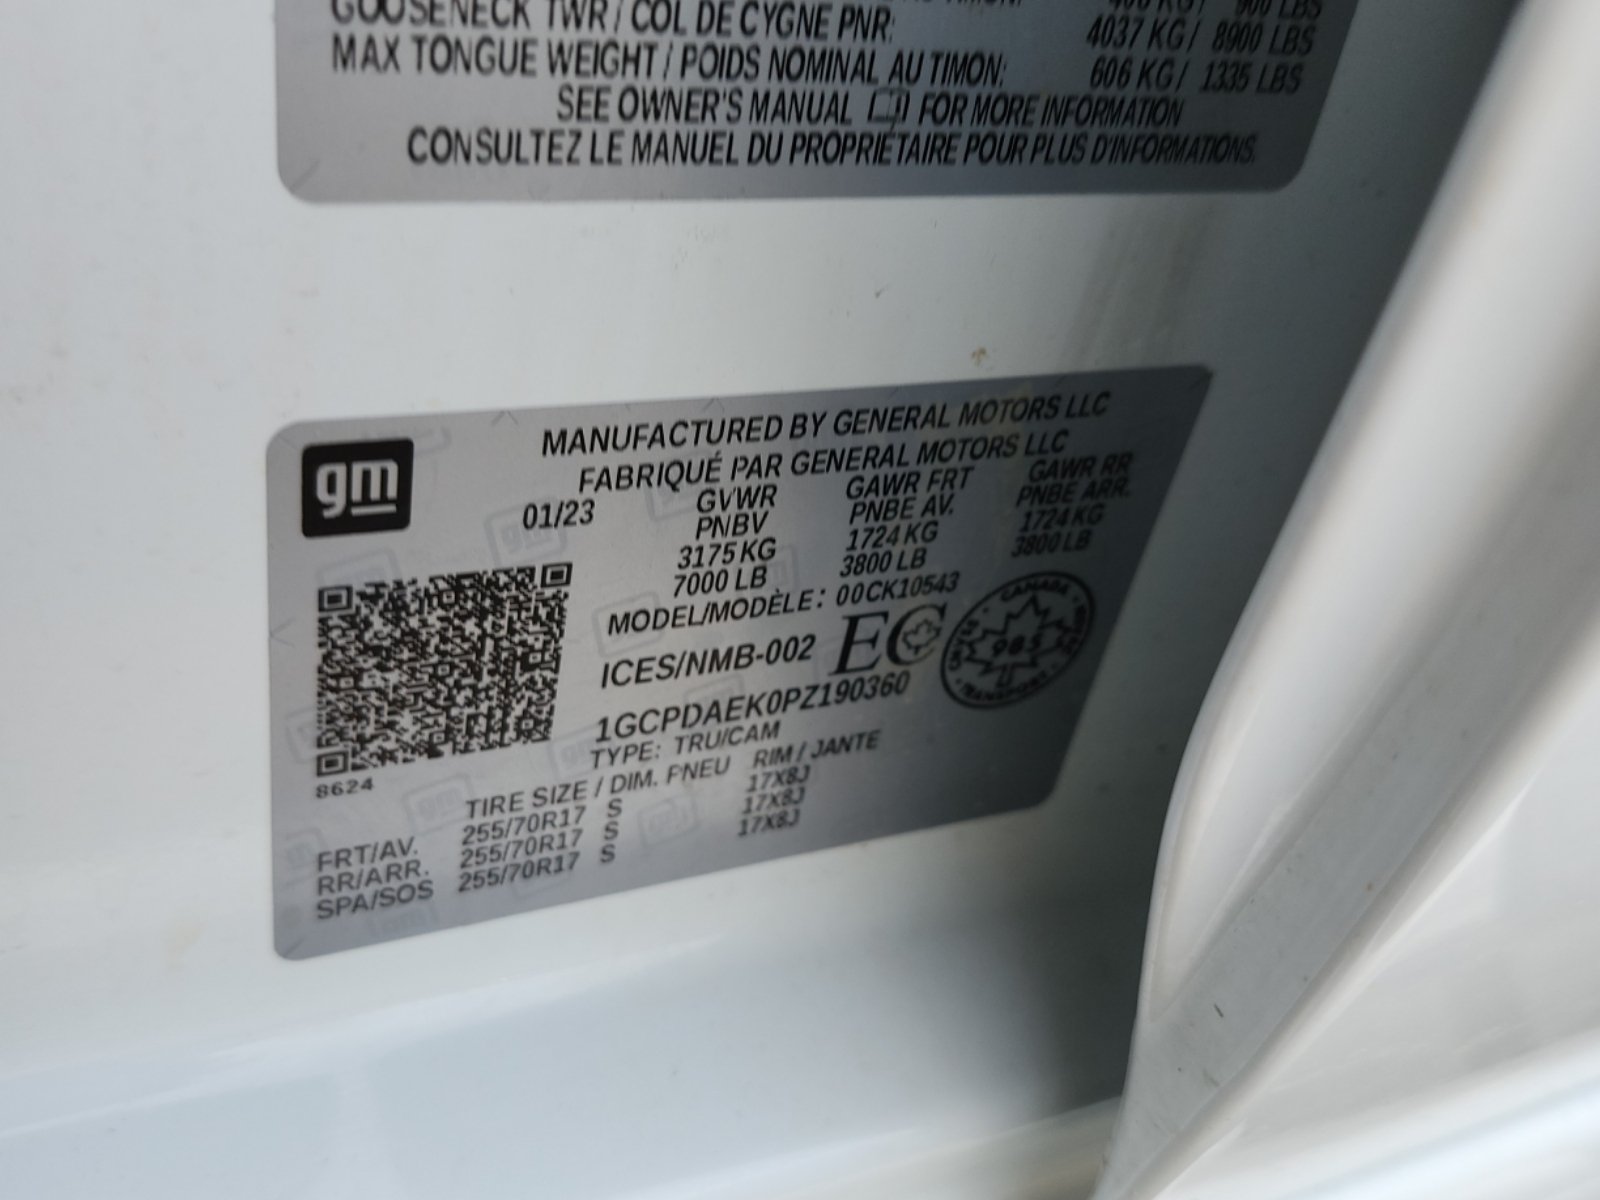 GOOSENECK TWR / COL DE CYGNE PNR: 4037 KG / 8900 LBS
MAX TONGUE WEIGHT / POIDS NOMINAL AU TIMON: 606 KG / 1335 LBS
SEE OWNER'S MANUAL FOR MORE INFORMATION
CONSULTEZ LE MANUEL DU PROPRIÉTAIRE POUR PLUS D'INFORMATIONS.
gm
MANUFACTURED BY GENERAL MOTORS LLC
FABRIQUÉ PAR GENERAL MOTORS LLC
01/23 GVWR GAWR FRT GAWR RR
PNBV PNBE AV. PNBE ARR.
3175 KG 1724 KG 1724 KG
7000 LB 3800 LB 3800 LB
MODEL/MODÈLE: 00CK10543
ICES/NMB-002 EC
CANADA
TRANSPORT
1GCPDAEK0PZ190360
TYPE: TRU/CAM
8624
TIRE SIZE / DIM. PNEU RIM / JANTE
FRT/AV. 255/70R17 S 17X8J
RR/ARR. 255/70R17 S 17X8J
SPA/SOS 255/70R17 S 17X8J